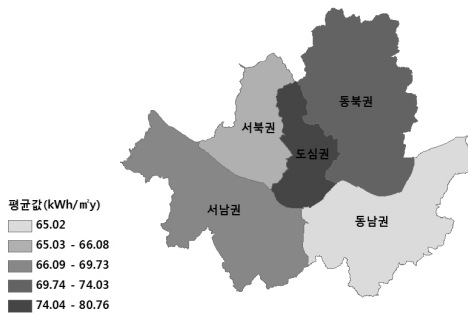 동북권
서북권
도심권
서남권
동남권
평균값(kWh/㎡y)
65.02
65.03 - 66.08
66.09 - 69.73
69.74 - 74.03
74.04 - 80.76